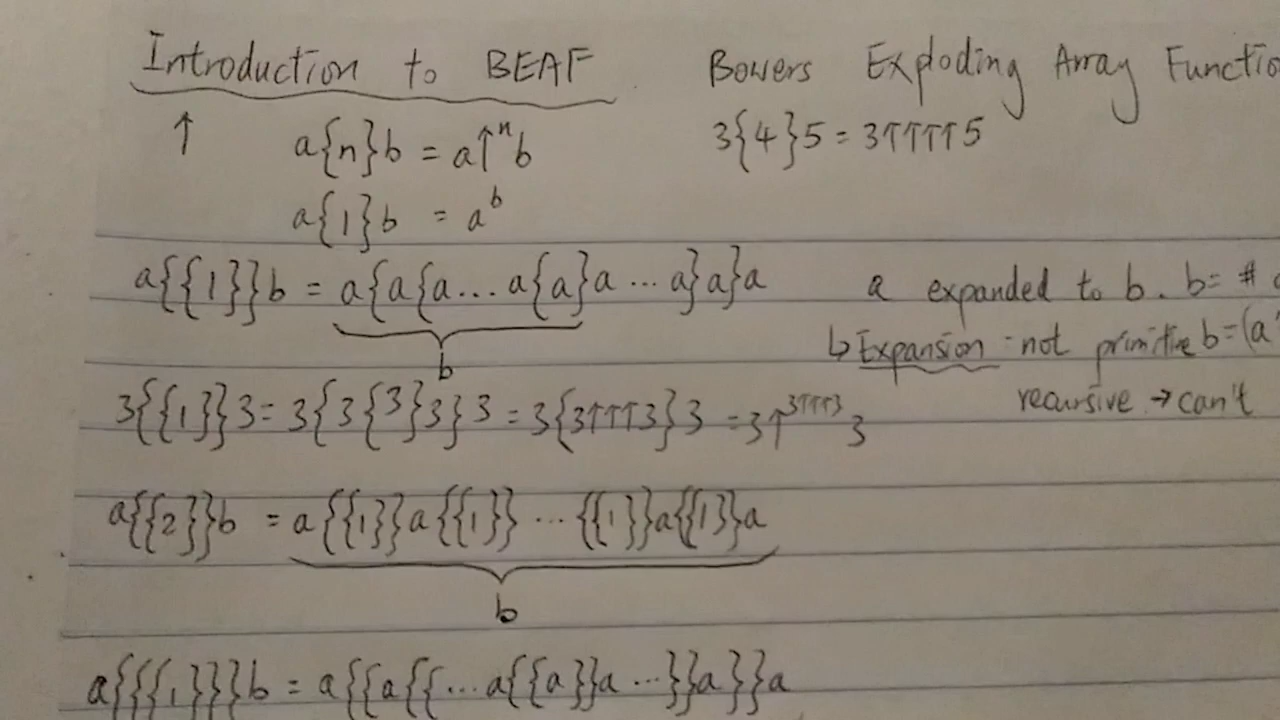 Introduction to BEAF Bowers Exploding Array Functio
↑ a{n}b = a↑ⁿb 3{4}5 = 3↑↑↑↑5
a{1}b = aᵇ
a{{1}}b = a{a{a...a{a}a...a}a}a a expanded to b. b= #
b ↳ Expansion - not primitive b=(a
recursive → can't
3{{1}}3 = 3{3{3}3}3 = 3{3↑↑↑3}3 = 3↑³↑↑↑³3
a{{2}}b = a{{1}}a{{1}}...{{1}}a{{1}}a
b
a{{{1}}}b = a{{a{{...a{{a}}a...}}a}}a